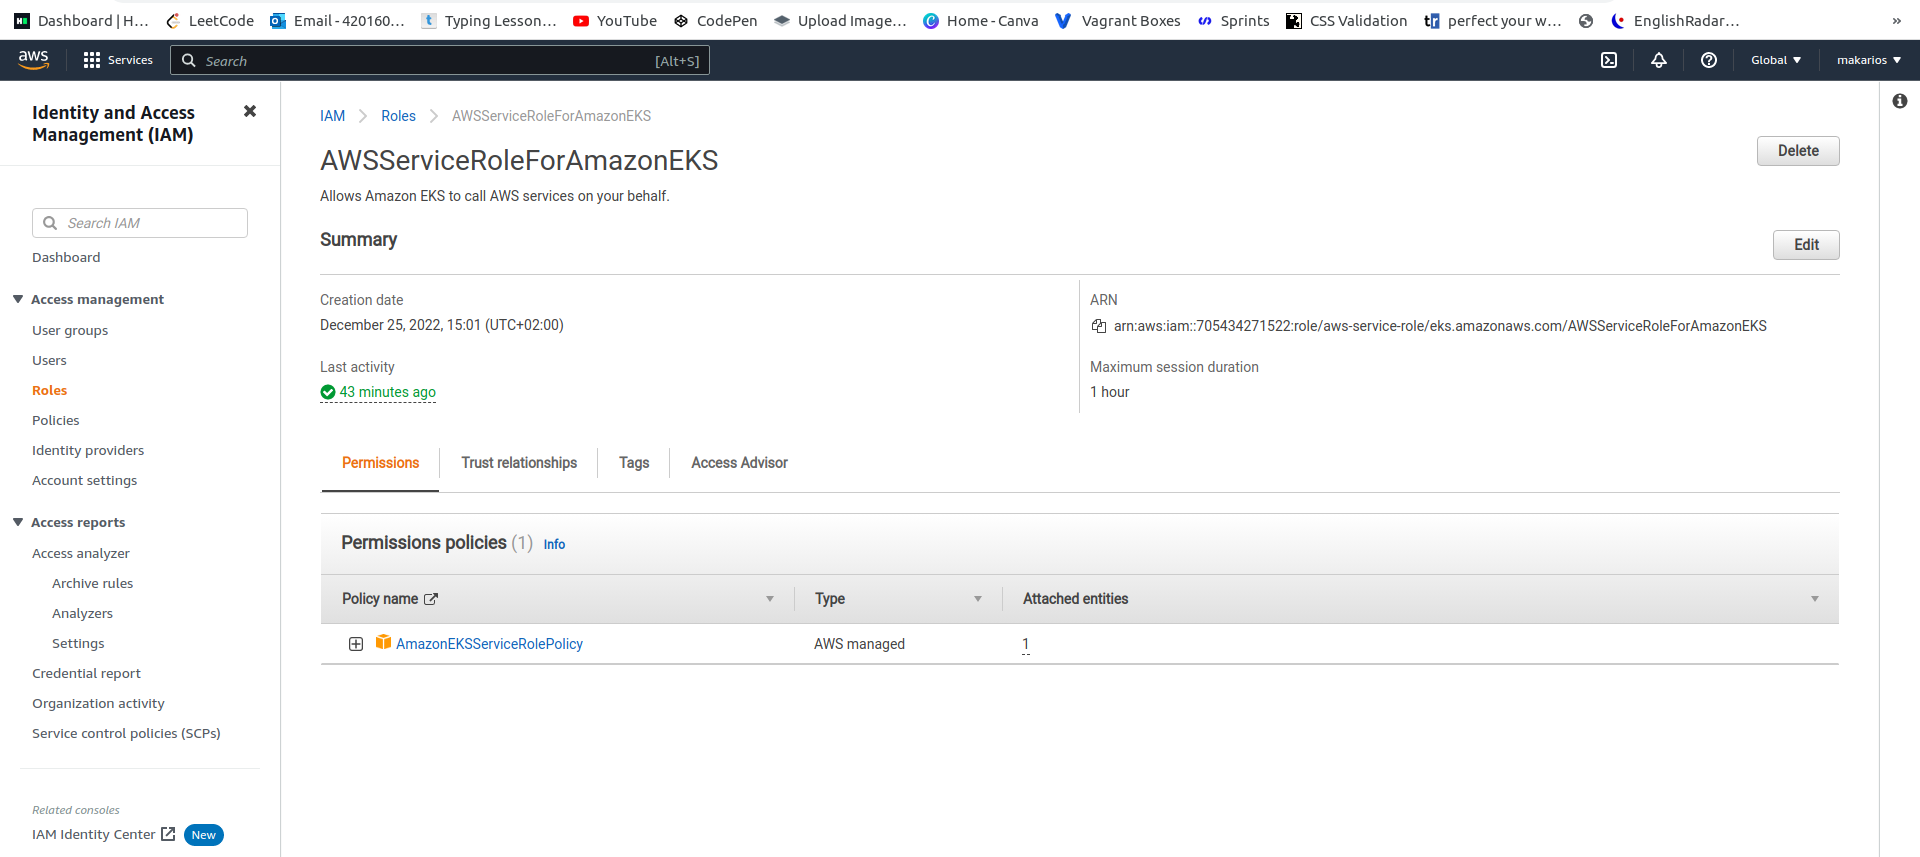 Dashboard | H... LeetCode Email - 420160... Typing Lesson... YouTube CodePen Upload Image... Home - Canva Vagrant Boxes Sprints CSS Validation perfect your w... EnglishRadar... »
aws Services Search [Alt+S] Global makarios
Identity and Access
Management (IAM)
Search IAM
Dashboard
Access management
User groups
Users
Roles
Policies
Identity providers
Account settings
Access reports
Access analyzer
Archive rules
Analyzers
Settings
Credential report
Organization activity
Service control policies (SCPs)
Related consoles
IAM Identity Center New
IAM Roles AWSServiceRoleForAmazonEKS
AWSServiceRoleForAmazonEKS
Delete
Allows Amazon EKS to call AWS services on your behalf.
Summary
Edit
Creation date
December 25, 2022, 15:01 (UTC+02:00)
Last activity
43 minutes ago
ARN
arn:aws:iam::705434271522:role/aws-service-role/eks.amazonaws.com/AWSServiceRoleForAmazonEKS
Maximum session duration
1 hour
Permissions Trust relationships Tags Access Advisor
Permissions policies (1) Info
Policy name Type Attached entities
AmazonEKSServiceRolePolicy AWS managed 1